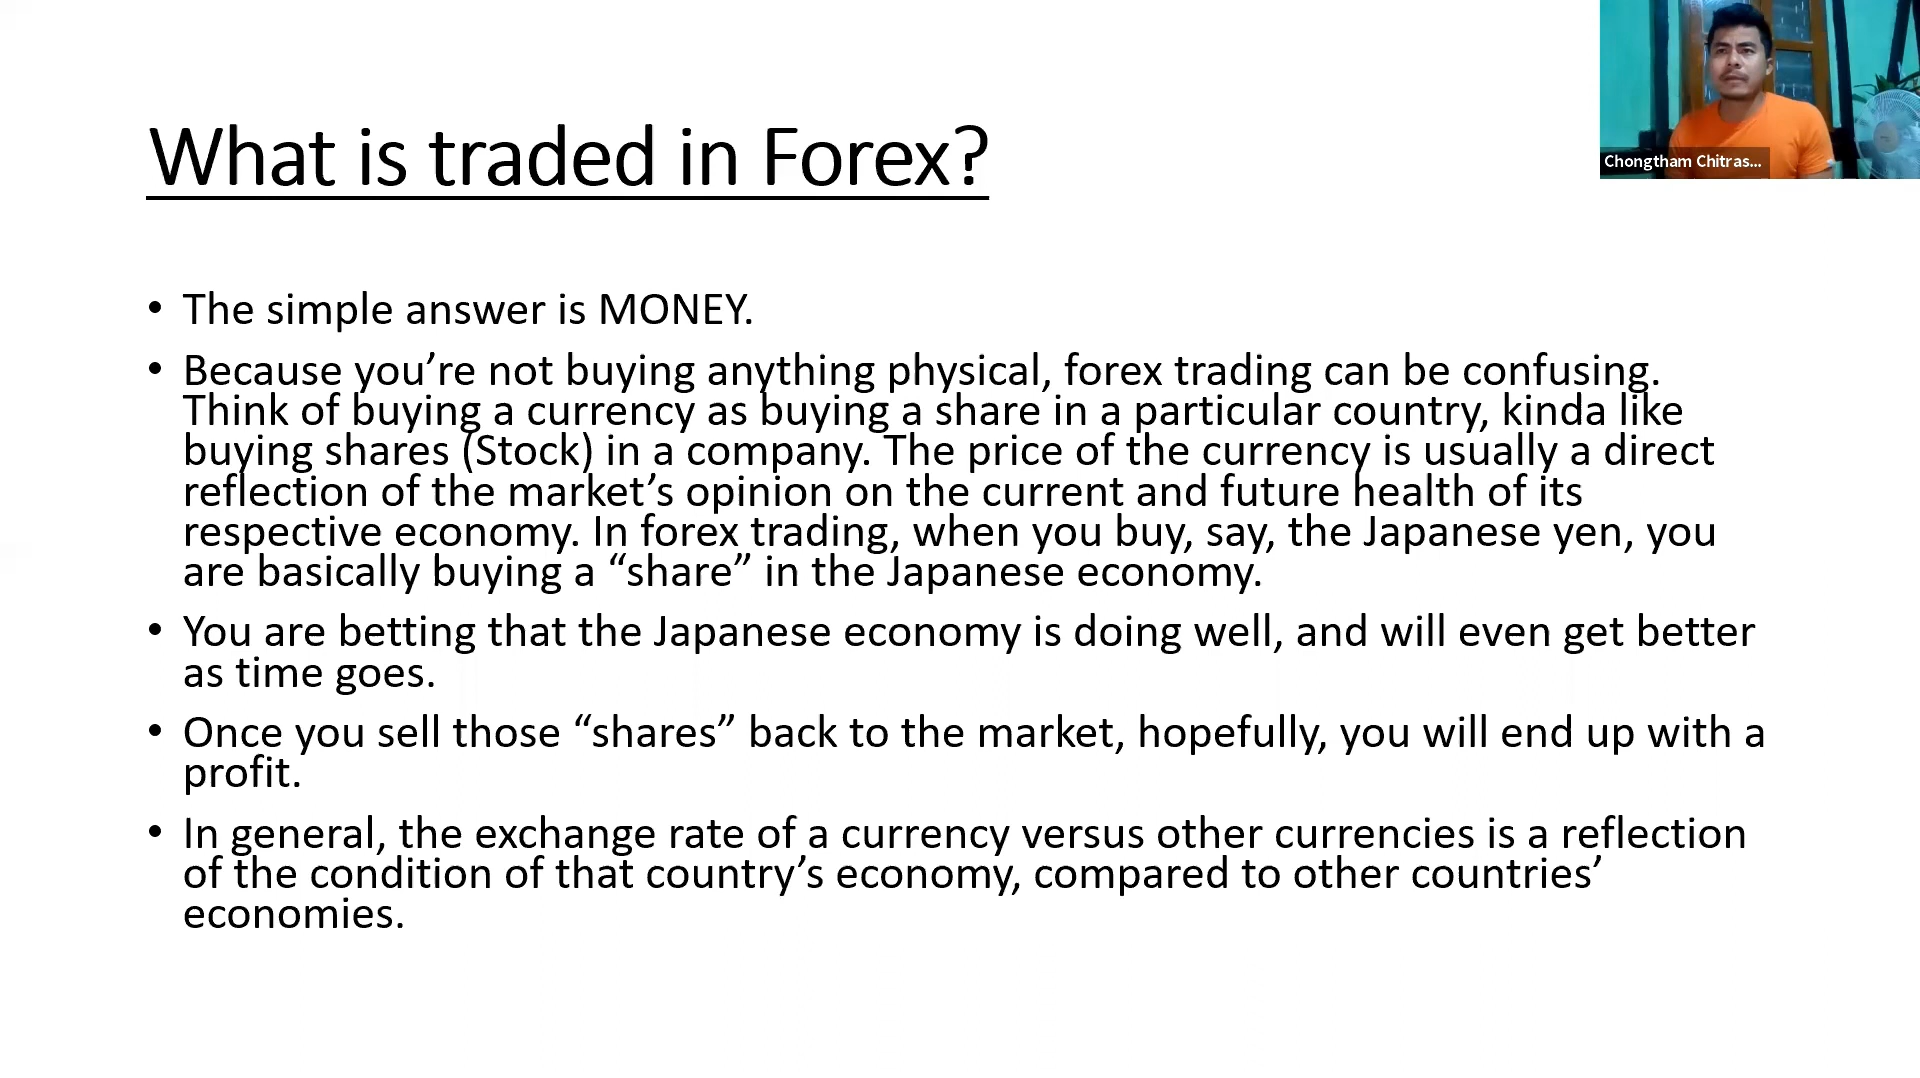 What is traded in Forex?
Chongtham Chitras...
• The simple answer is MONEY.
• Because you’re not buying anything physical, forex trading can be confusing.
Think of buying a currency as buying a share in a particular country, kinda like
buying shares (Stock) in a company. The price of the currency is usually a direct
reflection of the market’s opinion on the current and future health of its
respective economy. In forex trading, when you buy, say, the Japanese yen, you
are basically buying a “share” in the Japanese economy.
• You are betting that the Japanese economy is doing well, and will even get better
as time goes.
• Once you sell those “shares” back to the market, hopefully, you will end up with a
profit.
• In general, the exchange rate of a currency versus other currencies is a reflection
of the condition of that country’s economy, compared to other countries’
economies.